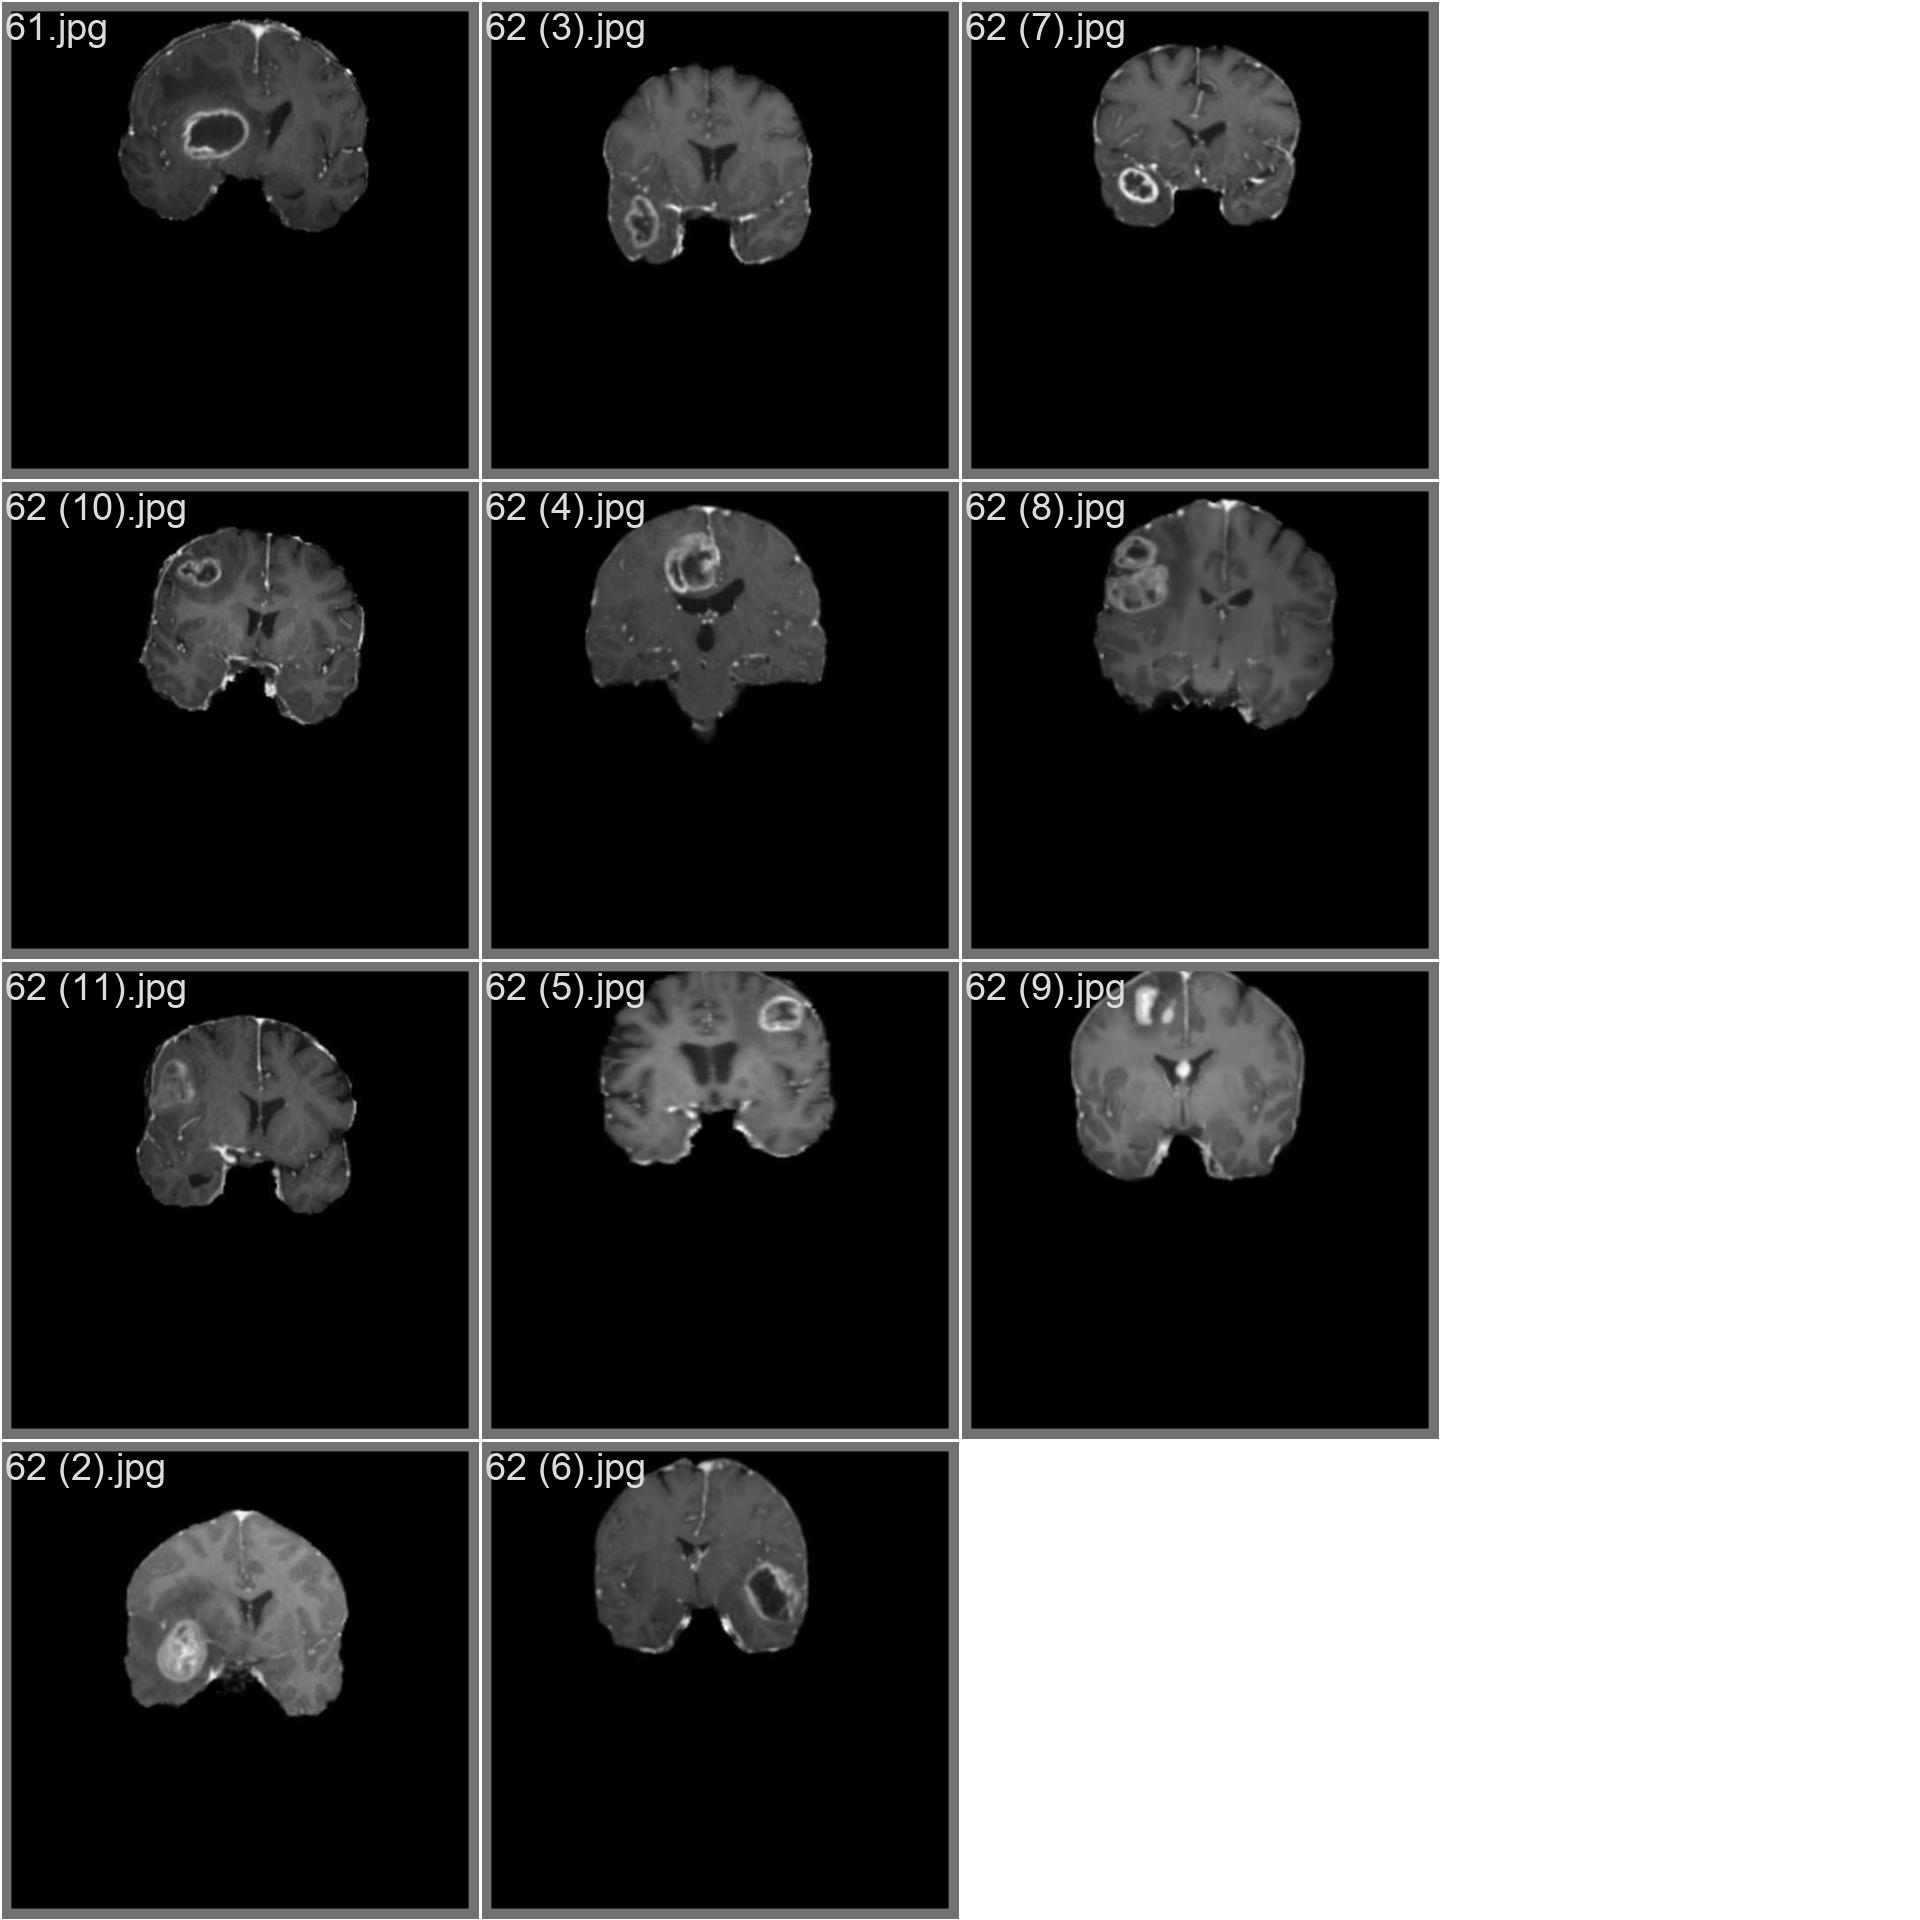 61.jpg
62 (3).jpg
62 (7).jpg
62 (10).jpg
62 (4).jpg
62 (8).jpg
62 (11).jpg
62 (5).jpg
62 (9).jpg
62 (2).jpg
62 (6).jpg